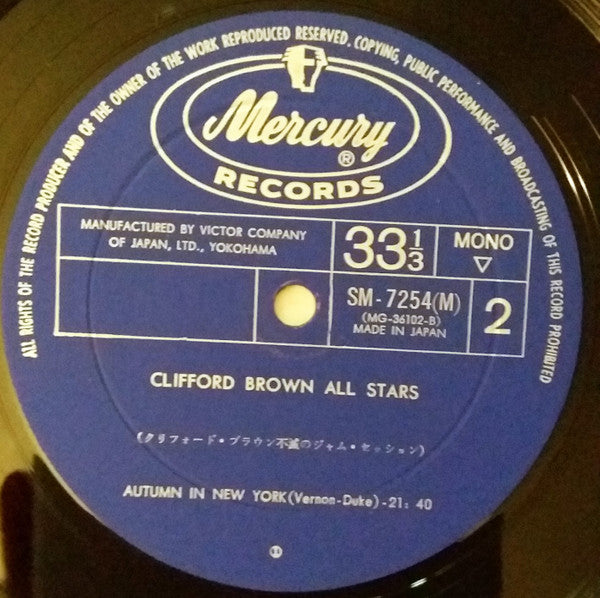 ALL RIGHTS OF THE RECORD PRODUCER AND OF THE OWNER OF THE WORK REPRODUCED RESERVED. COPYING, PUBLIC PERFORMANCE AND BROADCASTING OF THIS RECORD PROHIBITED
Mercury ®
RECORDS
MANUFACTURED BY VICTOR COMPANY
OF JAPAN, LTD., YOKOHAMA
33 1/3
MONO
▽
SM-7254(M)
(MG-36102-B)
MADE IN JAPAN
2
CLIFFORD BROWN ALL STARS
(クリフォード・ブラウン不滅のジャム・セッション)
AUTUMN IN NEW YORK(Vernon-Duke)-21: 40